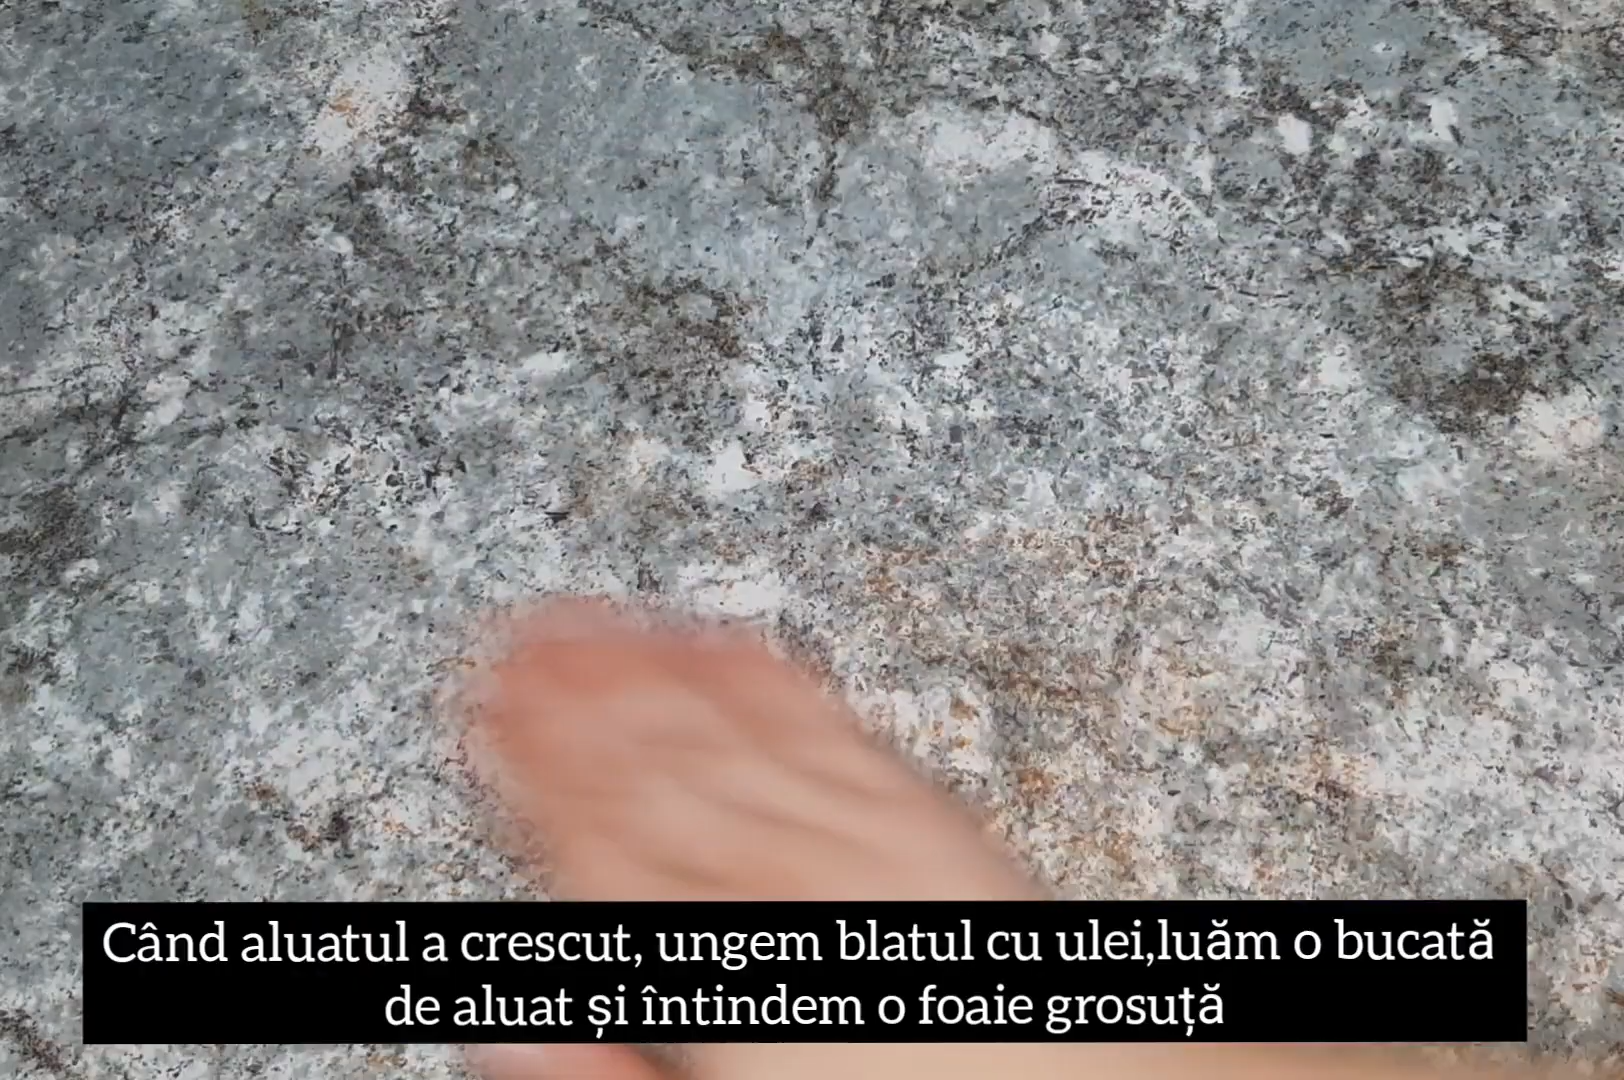 Când aluatul a crescut, ungem blatul cu ulei,luăm o bucată
de aluat și întindem o foaie grosuță